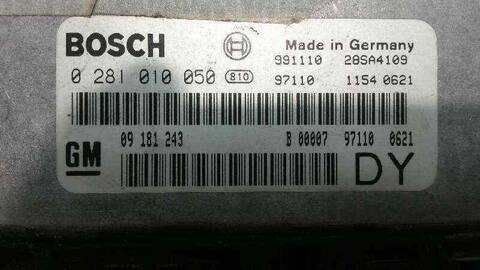 BOSCH
Made in Germany
991110 28SA4109
0 281 010 050 810
97110 1154 0621
GM
09 181 243
B 00007 97110 0621
DY